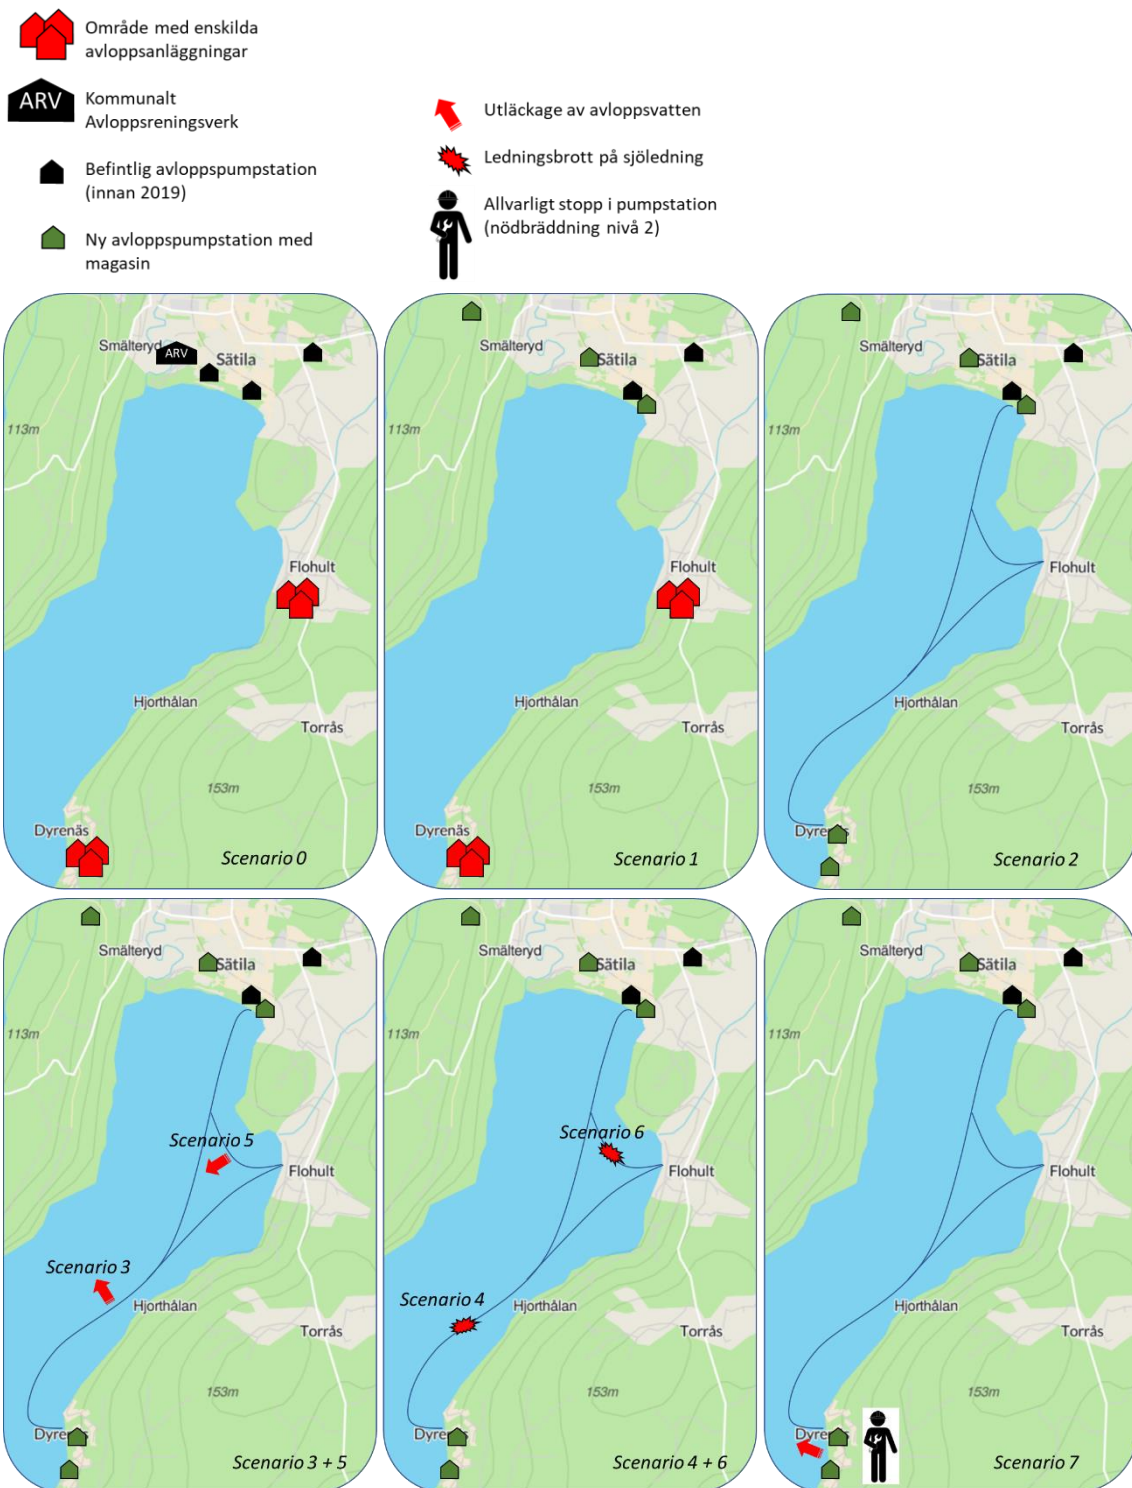 Område med enskilda
avloppsanläggningar
ARV
Kommunalt
Avloppsreningsverk
Befintlig avloppspumpstation
(innan 2019)
Ny avloppspumpstation med
magasin
Utläckage av avloppsvatten
Ledningsbrott på sjöledning
Allvarligt stopp i pumpstation
(nödbräddning nivå 2)
Smälteryd
ARV
Sätila
113m
Flohult
Hjorthålan
Torrås
153m
Dyrenäs
Scenario 0
Smälteryd
Sätila
113m
Flohult
Hjorthålan
Torrås
153m
Dyrenäs
Scenario 1
Smälteryd
Sätila
113m
Flohult
Hjorthålan
Torrås
153m
Dyrenäs
Scenario 2
Smälteryd
Sätila
113m
Scenario 5
Flohult
Scenario 3
Hjorthålan
Torrås
153m
Dyrenäs
Scenario 3 + 5
Smälteryd
Sätila
113m
Scenario 6
Flohult
Scenario 4
Hjorthålan
Torrås
153m
Dyrenäs
Scenario 4 + 6
Smälteryd
Sätila
113m
Flohult
Hjorthålan
Torrås
153m
Dyrenäs
Scenario 7